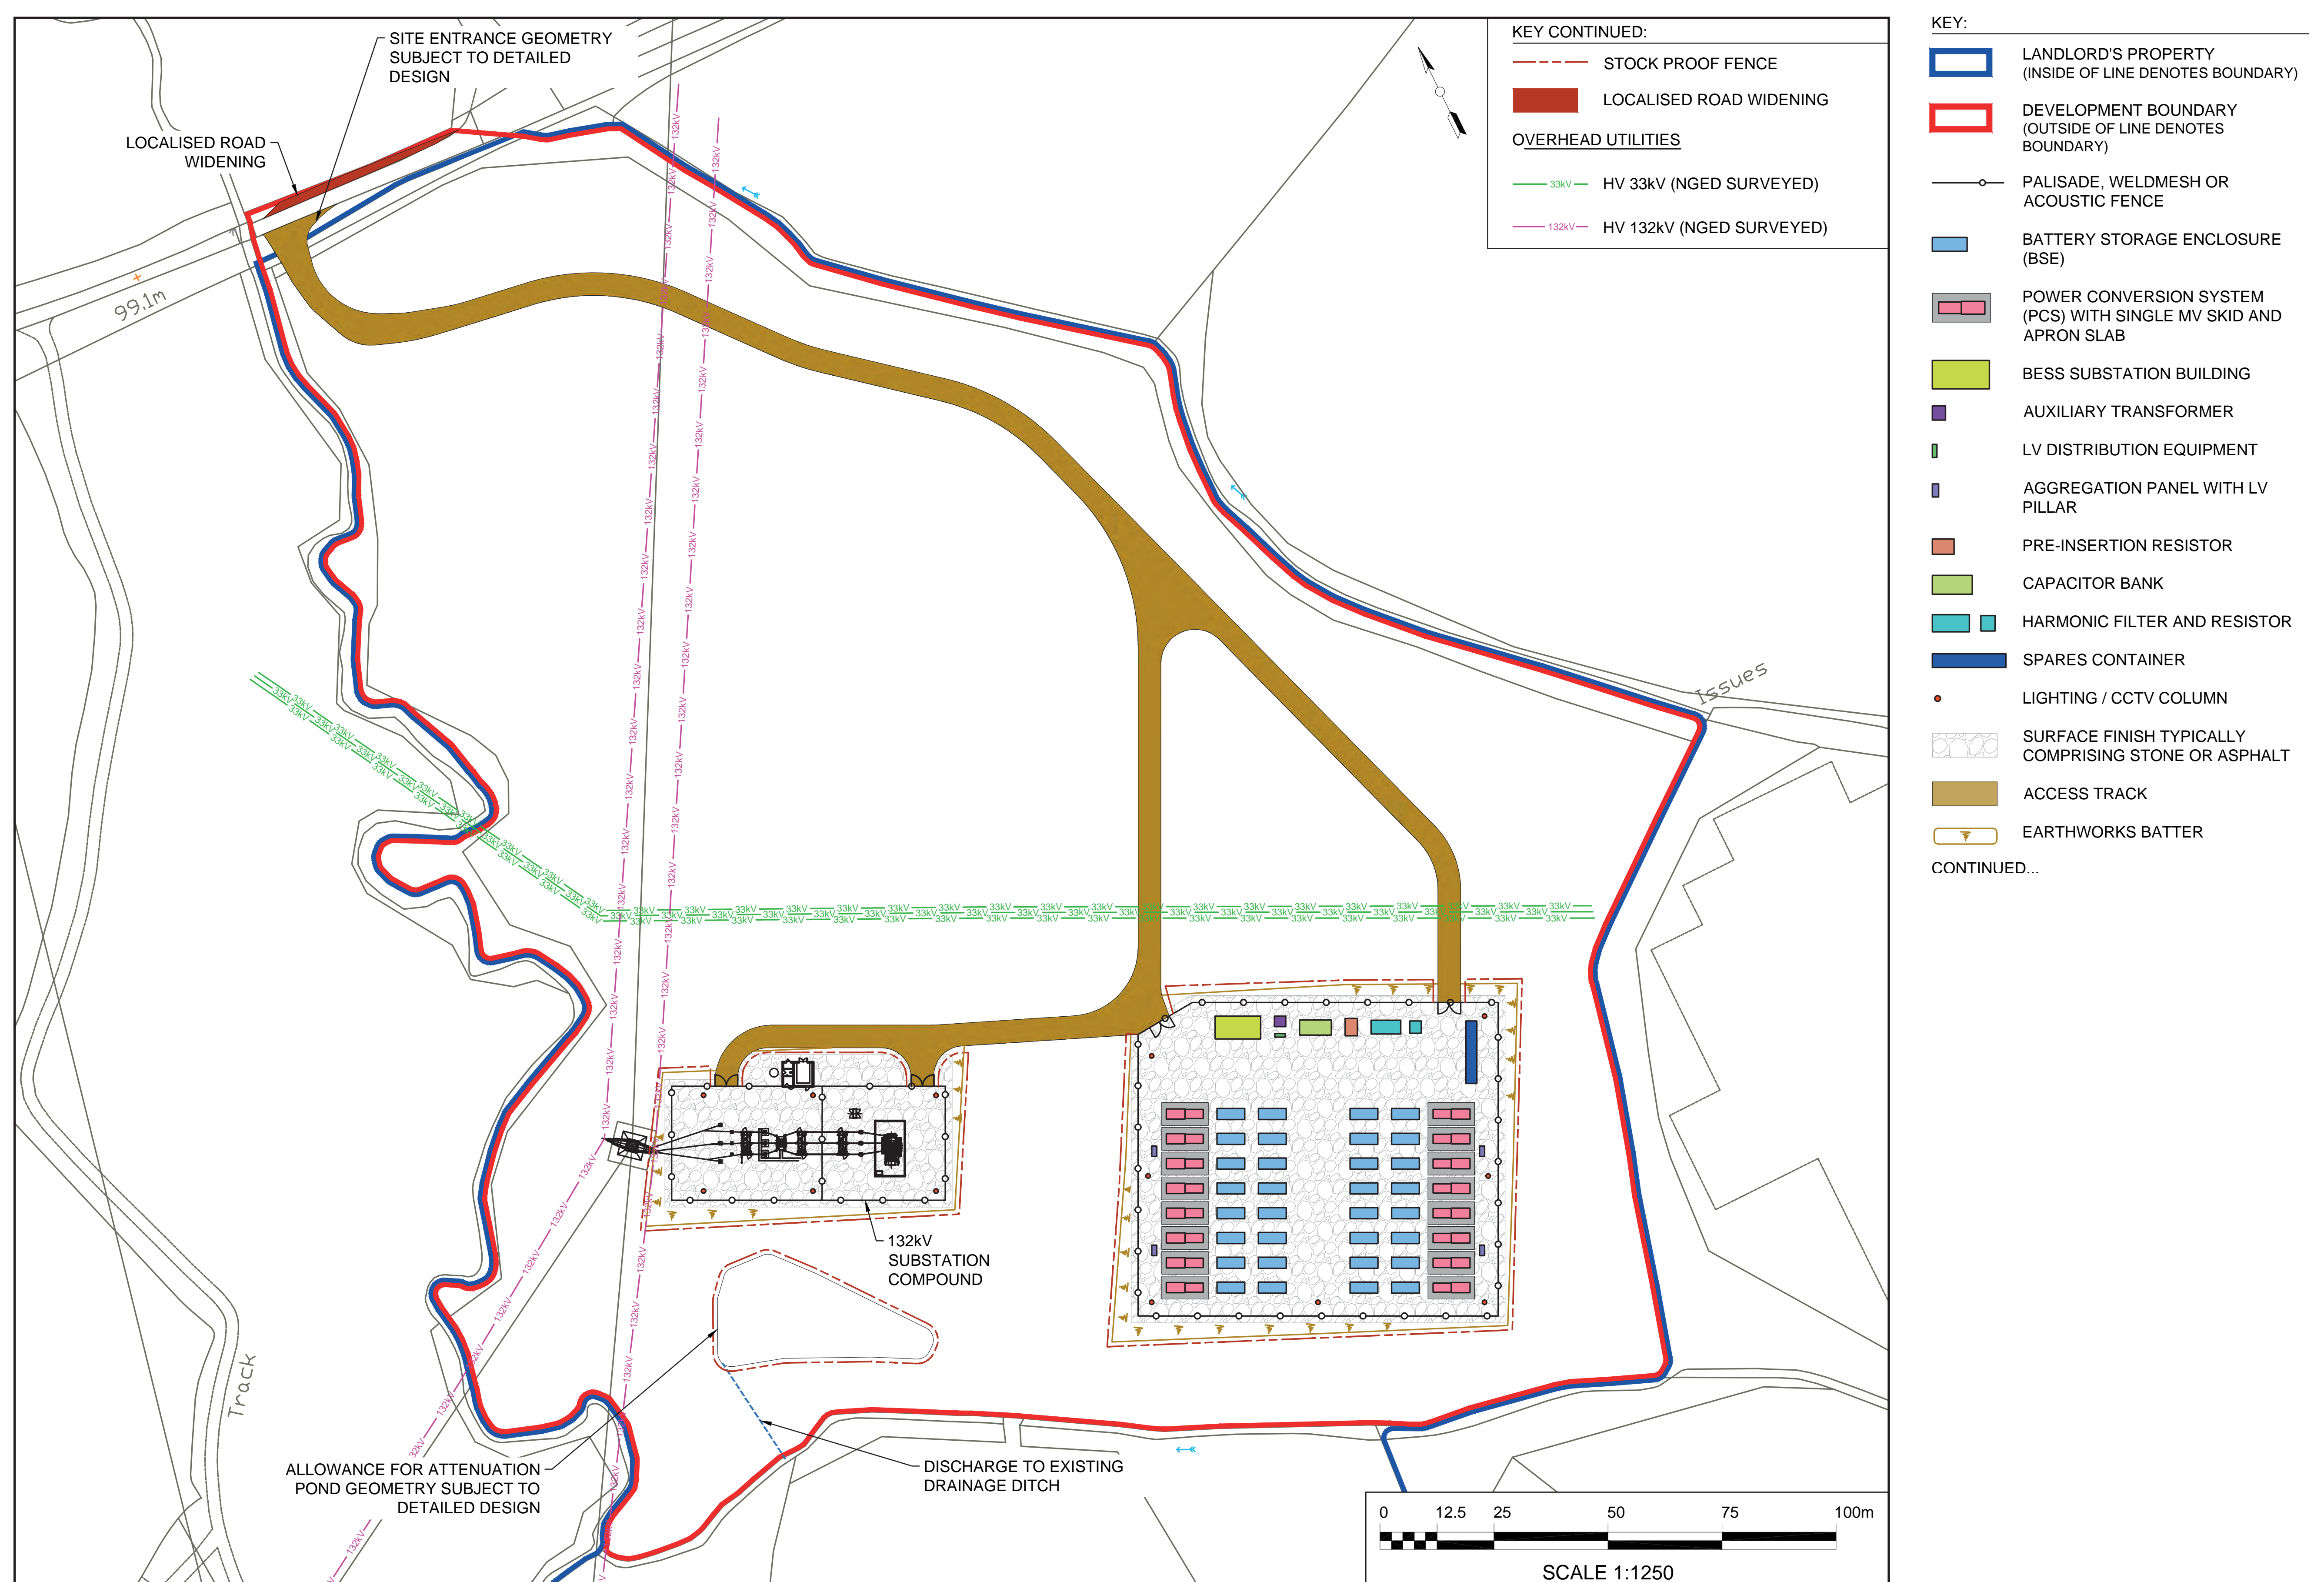 SITE ENTRANCE GEOMETRY
SUBJECT TO DETAILED
DESIGN
LOCALISED ROAD
WIDENING
99.1m
Track
Issues
132kV
SUBSTATION
COMPOUND
ALLOWANCE FOR ATTENUATION
POND GEOMETRY SUBJECT TO
DETAILED DESIGN
DISCHARGE TO EXISTING
DRAINAGE DITCH
132kV
33kV
KEY CONTINUED:
STOCK PROOF FENCE
LOCALISED ROAD WIDENING
OVERHEAD UTILITIES
33kV HV 33kV (NGED SURVEYED)
132kV HV 132kV (NGED SURVEYED)
0 12.5 25 50 75 100m
SCALE 1:1250
KEY:
LANDLORD'S PROPERTY
(INSIDE OF LINE DENOTES BOUNDARY)
DEVELOPMENT BOUNDARY
(OUTSIDE OF LINE DENOTES
BOUNDARY)
PALISADE, WELDMESH OR
ACOUSTIC FENCE
BATTERY STORAGE ENCLOSURE
(BSE)
POWER CONVERSION SYSTEM
(PCS) WITH SINGLE MV SKID AND
APRON SLAB
BESS SUBSTATION BUILDING
AUXILIARY TRANSFORMER
LV DISTRIBUTION EQUIPMENT
AGGREGATION PANEL WITH LV
PILLAR
PRE-INSERTION RESISTOR
CAPACITOR BANK
HARMONIC FILTER AND RESISTOR
SPARES CONTAINER
LIGHTING / CCTV COLUMN
SURFACE FINISH TYPICALLY
COMPRISING STONE OR ASPHALT
ACCESS TRACK
EARTHWORKS BATTER
CONTINUED...